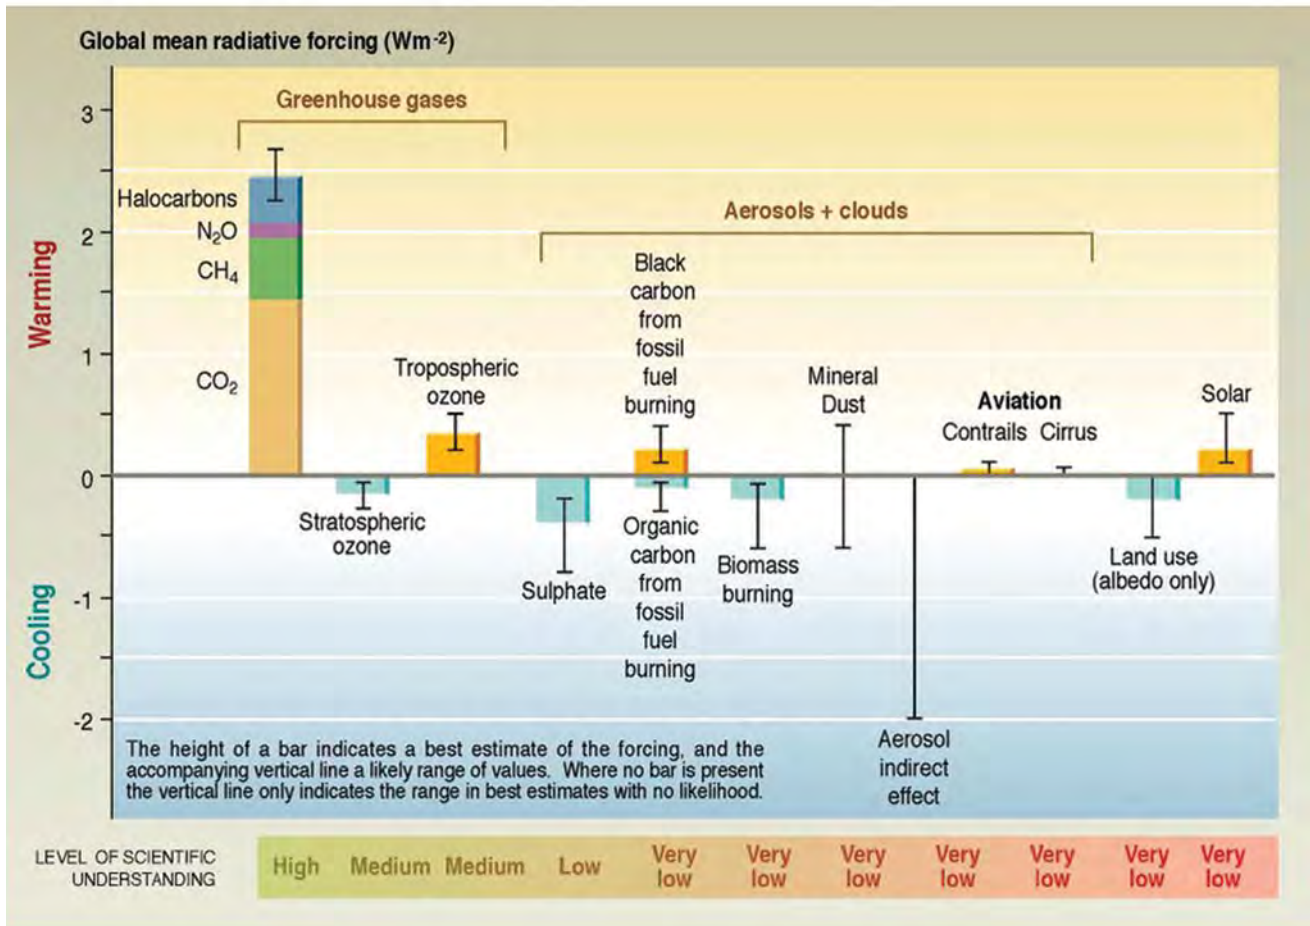 Global mean radiative forcing (Wm-2)
3
2
1
0
-1
-2
Warming
Cooling
Greenhouse gases
Halocarbons
N2O
CH4
CO2
Stratospheric
ozone
Tropospheric
ozone
Aerosols + clouds
Sulphate
Black
carbon
from
fossil
fuel
burning
Organic
carbon
from
fossil
fuel
burning
Biomass
burning
Mineral
Dust
Aerosol
indirect
effect
Aviation
Contrails Cirrus
Land use
(albedo only)
Solar
The height of a bar indicates a best estimate of the forcing, and the
accompanying vertical line a likely range of values. Where no bar is present
the vertical line only indicates the range in best estimates with no likelihood.
LEVEL OF SCIENTIFIC
UNDERSTANDING
High
Medium
Medium
Low
Very
low
Very
low
Very
low
Very
low
Very
low
Very
low
Very
low